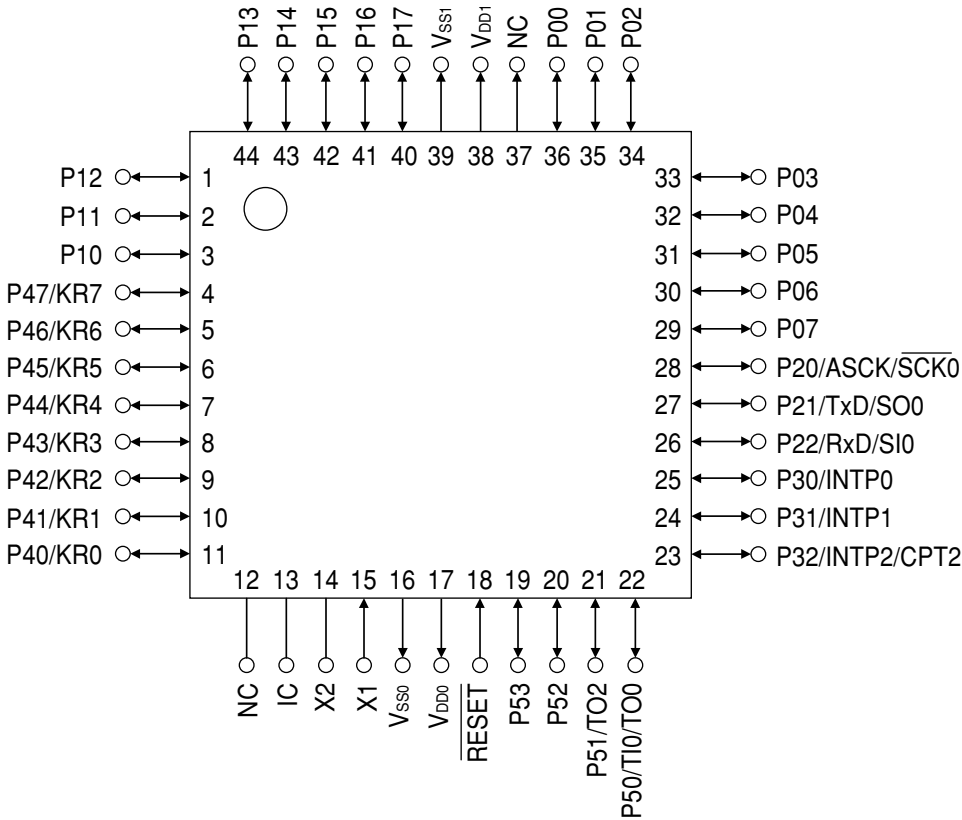 P13
P14
P15
P16
P17
VSS1
VDD1
NC
P00
P01
P02
44 43 42 41 40 39 38 37 36 35 34
P12 1 33 P03
P11 2 32 P04
P10 3 31 P05
P47/KR7 4 30 P06
P46/KR6 5 29 P07
P45/KR5 6 28 P20/ASCK/S̅C̅K̅0̅
P44/KR4 7 27 P21/TxD/SO0
P43/KR3 8 26 P22/RxD/SI0
P42/KR2 9 25 P30/INTP0
P41/KR1 10 24 P31/INTP1
P40/KR0 11 23 P32/INTP2/CPT2
12 13 14 15 16 17 18 19 20 21 22
NC
IC
X2
X1
VSS0
VDD0
R̅E̅S̅E̅T̅
P53
P52
P51/TO2
P50/TI0/TO0